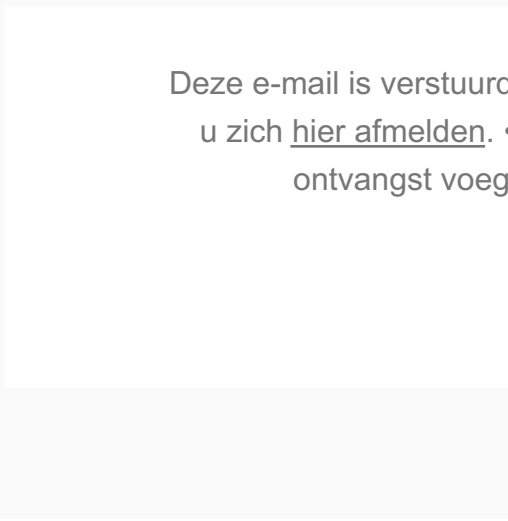 Deze e-mail is verstuurd
u zich hier afmelden. •
ontvangst voeg